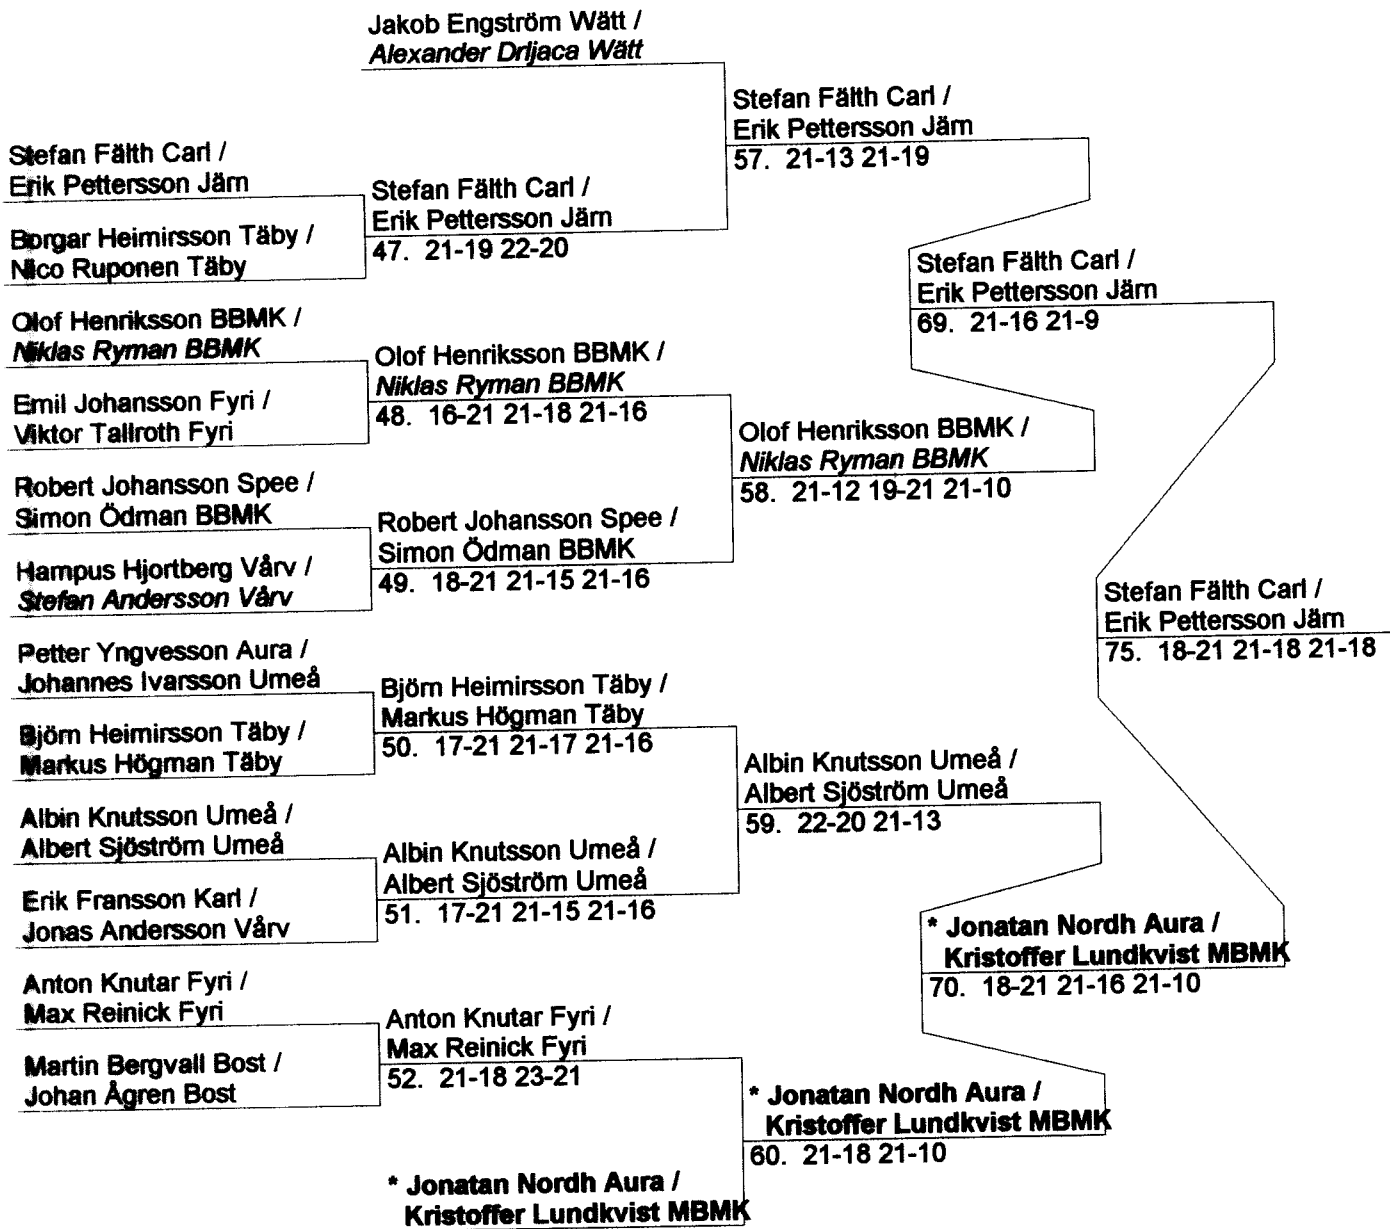 Jakob Engström Wätt /
Alexander Drljaca Wätt
Stefan Fälth Carl /
Erik Pettersson Järn
57. 21-13 21-19
Stefan Fälth Carl /
Erik Pettersson Järn
Stefan Fälth Carl /
Erik Pettersson Järn
47. 21-19 22-20
Borgar Heimirsson Täby /
Nico Ruponen Täby
Stefan Fälth Carl /
Erik Pettersson Järn
69. 21-16 21-9
Olof Henriksson BBMK /
Niklas Ryman BBMK
Olof Henriksson BBMK /
Niklas Ryman BBMK
48. 16-21 21-18 21-16
Emil Johansson Fyri /
Viktor Tallroth Fyri
Olof Henriksson BBMK /
Niklas Ryman BBMK
58. 21-12 19-21 21-10
Robert Johansson Spee /
Simon Ödman BBMK
Robert Johansson Spee /
Simon Ödman BBMK
49. 18-21 21-15 21-16
Hampus Hjortberg Vårv /
Stefan Andersson Vårv
Stefan Fälth Carl /
Erik Pettersson Järn
75. 18-21 21-18 21-18
Petter Yngvesson Aura /
Johannes Ivarsson Umeå
Björn Heimirsson Täby /
Markus Högman Täby
50. 17-21 21-17 21-16
Björn Heimirsson Täby /
Markus Högman Täby
Albin Knutsson Umeå /
Albert Sjöström Umeå
59. 22-20 21-13
Albin Knutsson Umeå /
Albert Sjöström Umeå
Albin Knutsson Umeå /
Albert Sjöström Umeå
51. 17-21 21-15 21-16
Erik Fransson Karl /
Jonas Andersson Vårv
* Jonatan Nordh Aura /
Kristoffer Lundkvist MBMK
70. 18-21 21-16 21-10
Anton Knutar Fyri /
Max Reinick Fyri
Anton Knutar Fyri /
Max Reinick Fyri
52. 21-18 23-21
Martin Bergvall Bost /
Johan Ågren Bost
* Jonatan Nordh Aura /
Kristoffer Lundkvist MBMK
60. 21-18 21-10
* Jonatan Nordh Aura /
Kristoffer Lundkvist MBMK